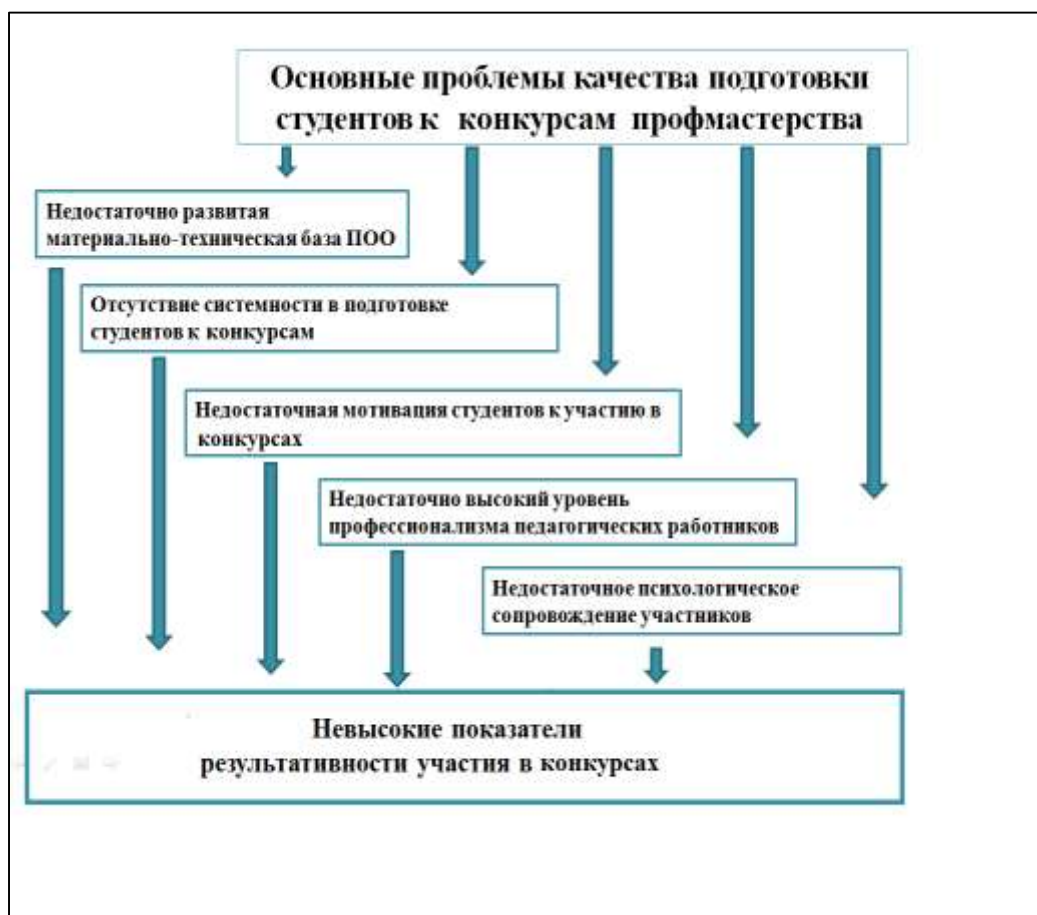 Основные проблемы качества подготовки
студентов к конкурсам профмастерства
Недостаточно развитая
материально-техническая база ПОО
Отсутствие системности в подготовке
студентов к конкурсам
Недостаточная мотивация студентов к участию в
конкурсах
Недостаточно высокий уровень
профессионализма педагогических работников
Недостаточное психологическое
сопровождение участников
Невысокие показатели
результативности участия в конкурсах